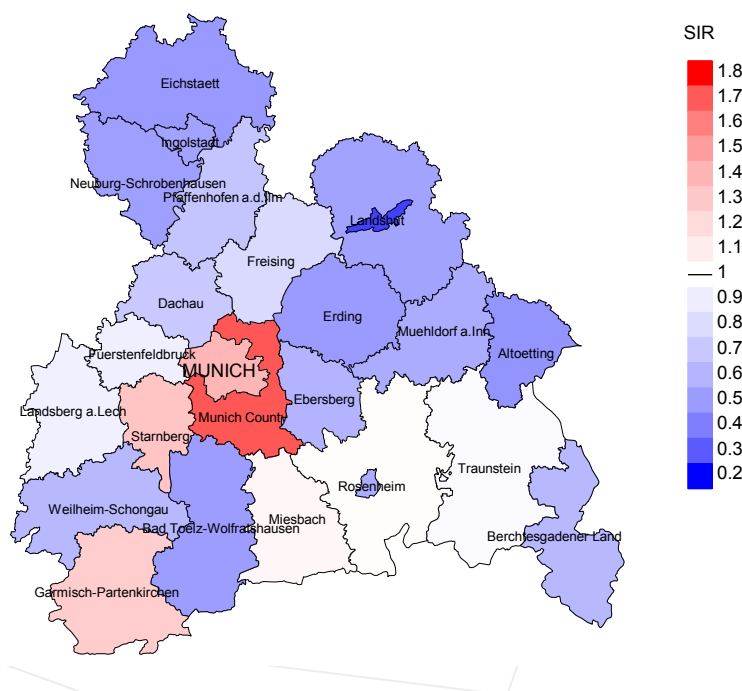 SIR
1.8
1.7
1.6
1.5
1.4
1.3
1.2
1.1
1
0.9
0.8
0.7
0.6
0.5
0.4
0.3
0.2
Eichstaett
Ingolstadt
Neuburg-Schrobenhausen
Pfaffenhofen a.d.Ilm
Landshut
Freising
Dachau
Erding
Muehldorf a.Inn
Altoetting
Fuerstenfeldbruck
MUNICH
Ebersberg
Landsberg a.Lech
Munich County
Starnberg
Traunstein
Rosenheim
Weilheim-Schongau
Miesbach
Bad Toelz-Wolfratshausen
Berchtesgadener Land
Garmisch-Partenkirchen